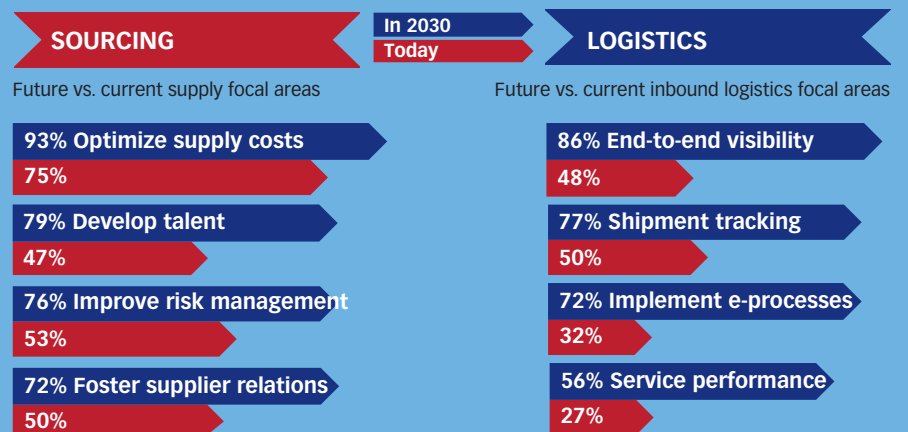 SOURCING
In 2030
Today
LOGISTICS
Future vs. current supply focal areas
Future vs. current inbound logistics focal areas
93% Optimize supply costs
75%
79% Develop talent
47%
76% Improve risk management
53%
72% Foster supplier relations
50%
86% End-to-end visibility
48%
77% Shipment tracking
50%
72% Implement e-processes
32%
56% Service performance
27%